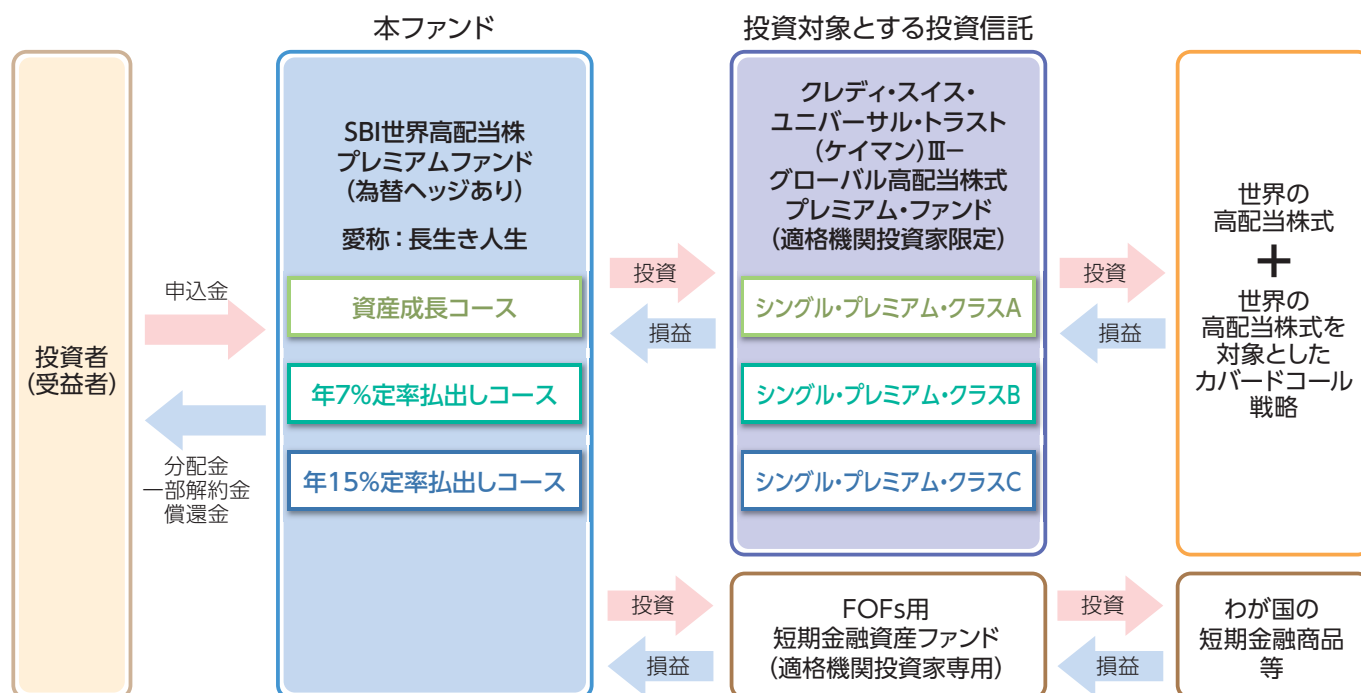 本ファンド
投資対象とする投資信託
投資者
(受益者)
申込金
分配金
一部解約金
償還金
SBI世界高配当株
プレミアムファンド
(為替ヘッジあり)
愛称：長生き人生
資産成長コース
年7%定率払出しコース
年15%定率払出しコース
投資
損益
クレディ・スイス・
ユニバーサル・トラスト
(ケイマン)Ⅲ－
グローバル高配当株式
プレミアム・ファンド
(適格機関投資家限定)
シングル・プレミアム・クラスA
シングル・プレミアム・クラスB
シングル・プレミアム・クラスC
投資
損益
世界の
高配当株式
＋
世界の
高配当株式を
対象とした
カバードコール
戦略
投資
損益
FOFs用
短期金融資産ファンド
(適格機関投資家専用)
投資
損益
わが国の
短期金融商品
等